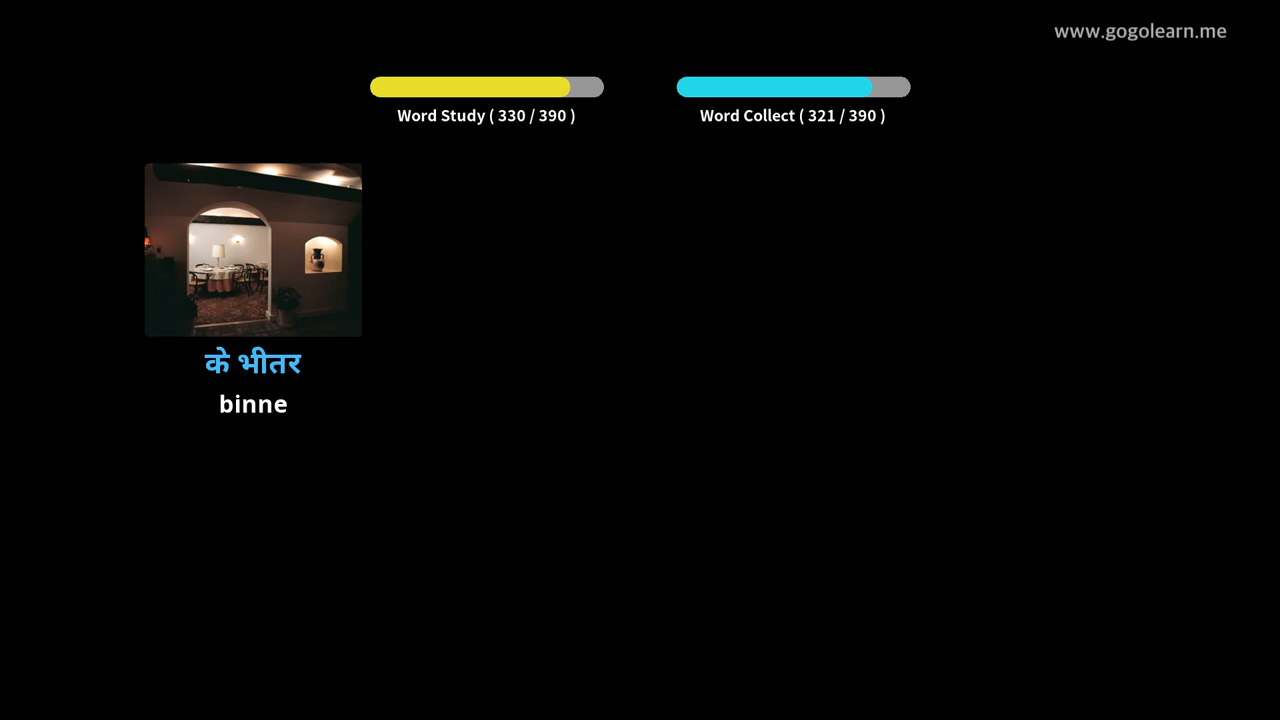 www.gogolearn.me
Word Study ( 330 / 390 )
Word Collect ( 321 / 390 )
के भीतर
binne